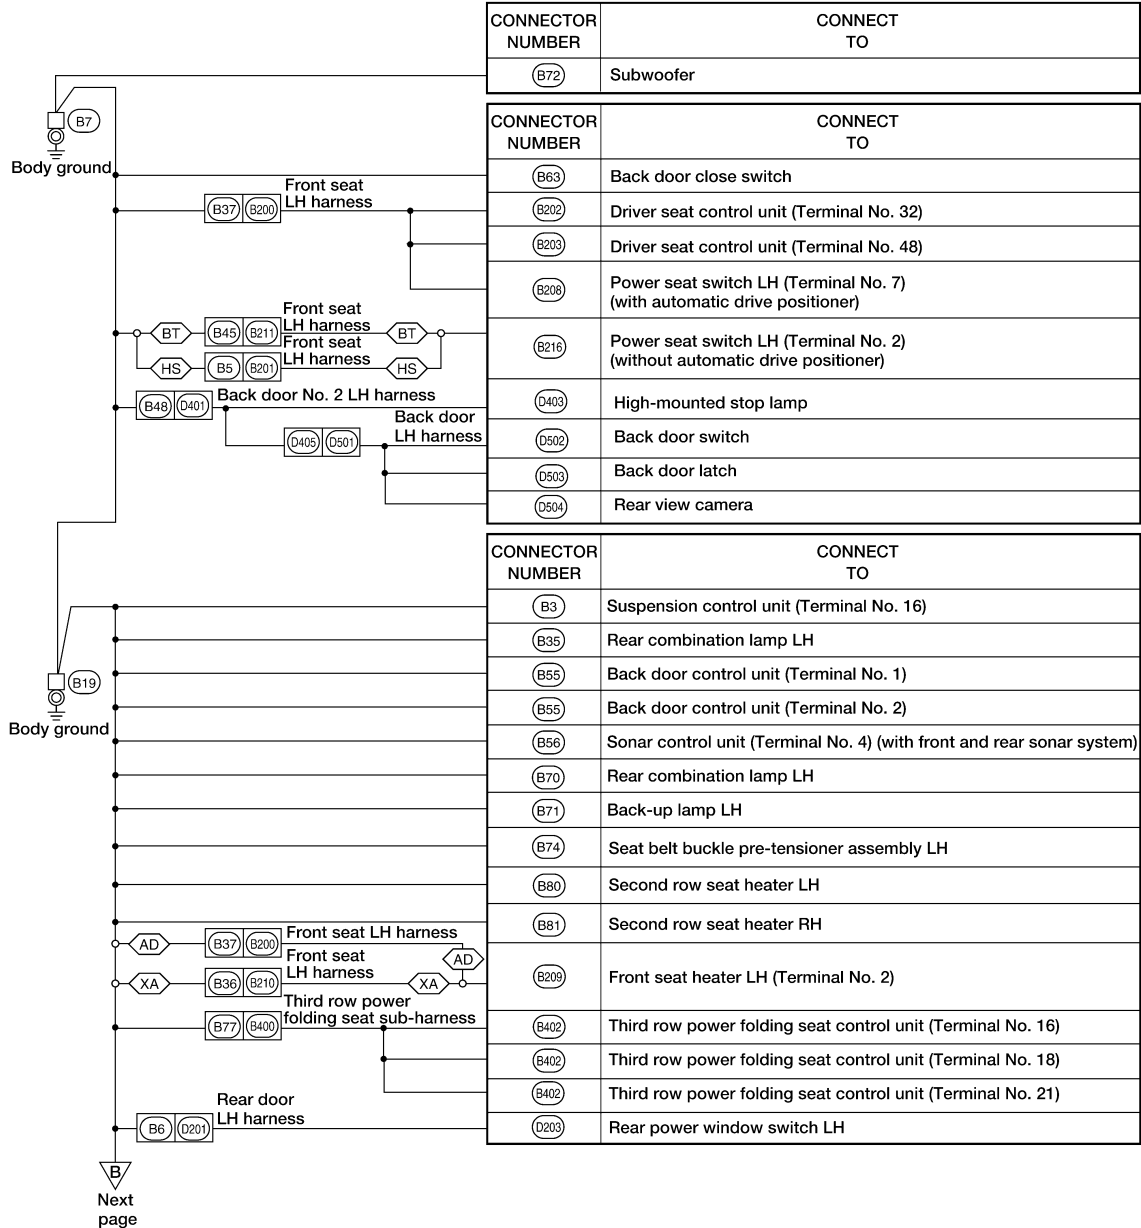 CONNECTOR NUMBER CONNECT TO
B72 Subwoofer
B7
Body ground
CONNECTOR NUMBER CONNECT TO
B63 Back door close switch
Front seat
LH harness
B37 B200
B202 Driver seat control unit (Terminal No. 32)
B203 Driver seat control unit (Terminal No. 48)
B208 Power seat switch LH (Terminal No. 7)
(with automatic drive positioner)
Front seat
LH harness
BT B45 B211 BT
Front seat
LH harness
HS B5 B201 HS
B216 Power seat switch LH (Terminal No. 2)
(without automatic drive positioner)
Back door No. 2 LH harness
B48 D401
D403 High-mounted stop lamp
Back door
LH harness
D405 D501
D502 Back door switch
D503 Back door latch
D504 Rear view camera
CONNECTOR NUMBER CONNECT TO
B3 Suspension control unit (Terminal No. 16)
B35 Rear combination lamp LH
B19
Body ground
B55 Back door control unit (Terminal No. 1)
B55 Back door control unit (Terminal No. 2)
B56 Sonar control unit (Terminal No. 4) (with front and rear sonar system)
B70 Rear combination lamp LH
B71 Back-up lamp LH
B74 Seat belt buckle pre-tensioner assembly LH
B80 Second row seat heater LH
B81 Second row seat heater RH
Front seat LH harness
AD B37 B200 AD
Front seat
LH harness
XA B36 B210 XA
B209 Front seat heater LH (Terminal No. 2)
Third row power
folding seat sub-harness
B77 B400
B402 Third row power folding seat control unit (Terminal No. 16)
B402 Third row power folding seat control unit (Terminal No. 18)
B402 Third row power folding seat control unit (Terminal No. 21)
Rear door
LH harness
B6 D201
D203 Rear power window switch LH
B
Next
page